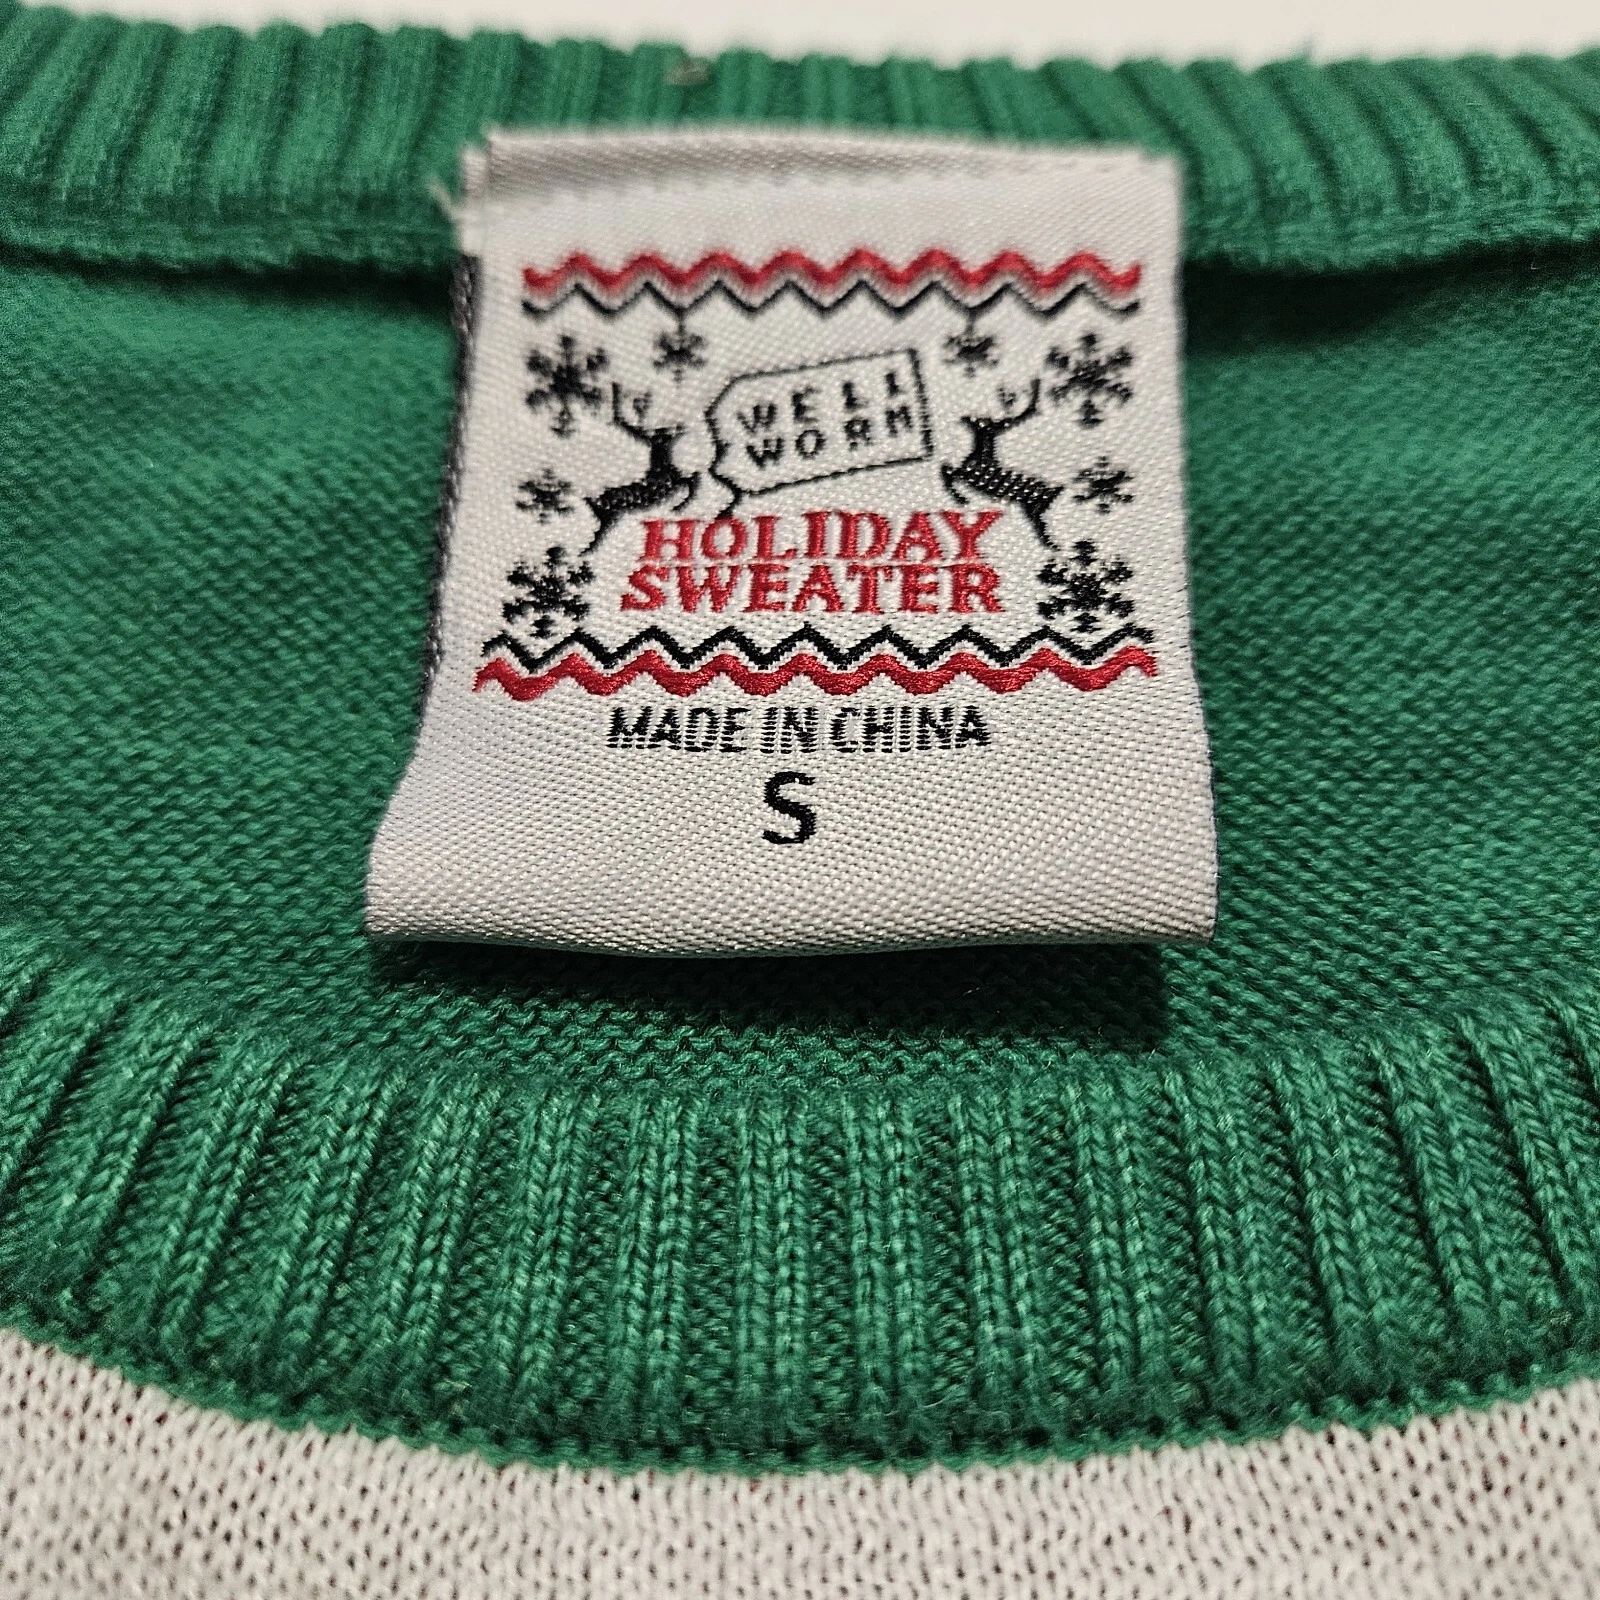 WELL
WORN
HOLIDAY
SWEATER
MADE IN CHINA
S